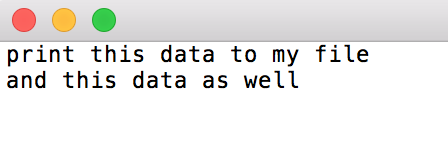 print this data to my file
and this data as well